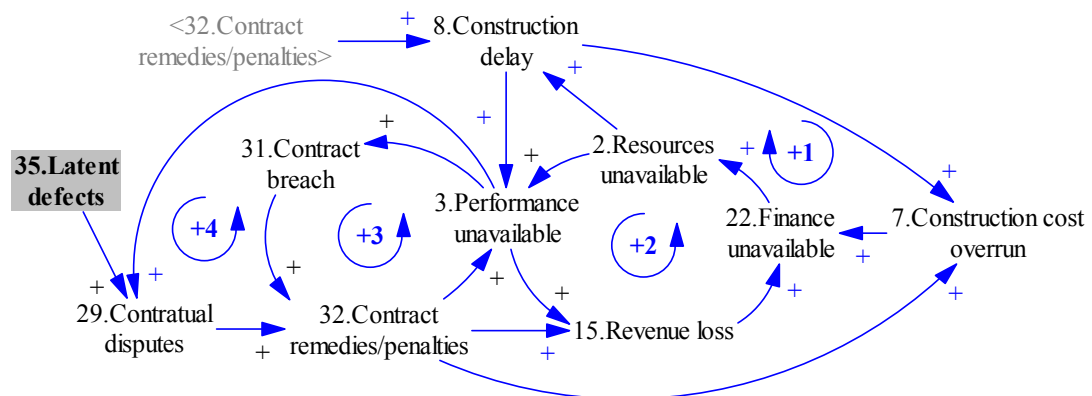 <32.Contract
remedies/penalties>
+
8.Construction
delay
+
+
+
35.Latent
defects
31.Contract
breach
+
+
2.Resources
unavailable
+
+1
+
+4
+3
3.Performance
unavailable
+2
22.Finance
unavailable
7.Construction cost
overrun
+
+
+
+
+
+
+
+
29.Contratual
disputes
+
32.Contract
remedies/penalties
+
15.Revenue loss